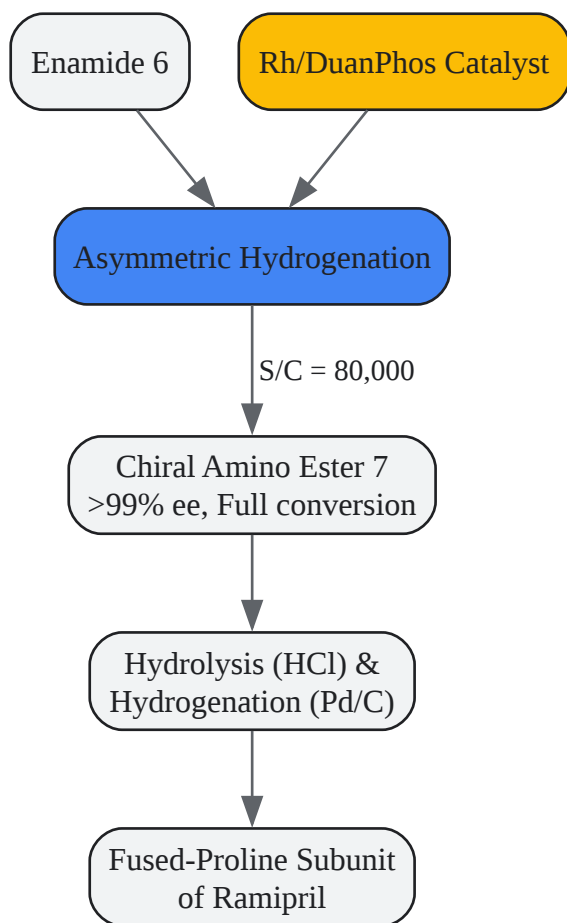 Enamide 6
Rh/DuanPhos Catalyst
Asymmetric Hydrogenation
S/C = 80,000
Chiral Amino Ester 7
>99% ee, Full conversion
Hydrolysis (HCl) &
Hydrogenation (Pd/C)
Fused-Proline Subunit
of Ramipril